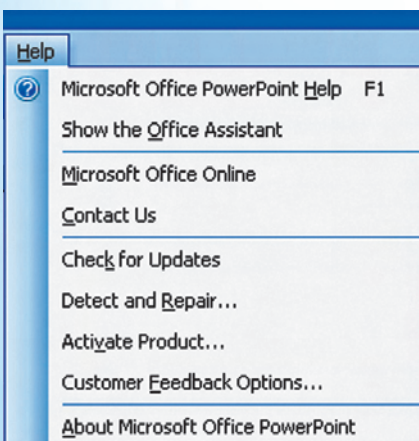 Help
Microsoft Office PowerPoint Help F1
Show the Office Assistant
Microsoft Office Online
Contact Us
Check for Updates
Detect and Repair...
Activate Product...
Customer Feedback Options...
About Microsoft Office PowerPoint